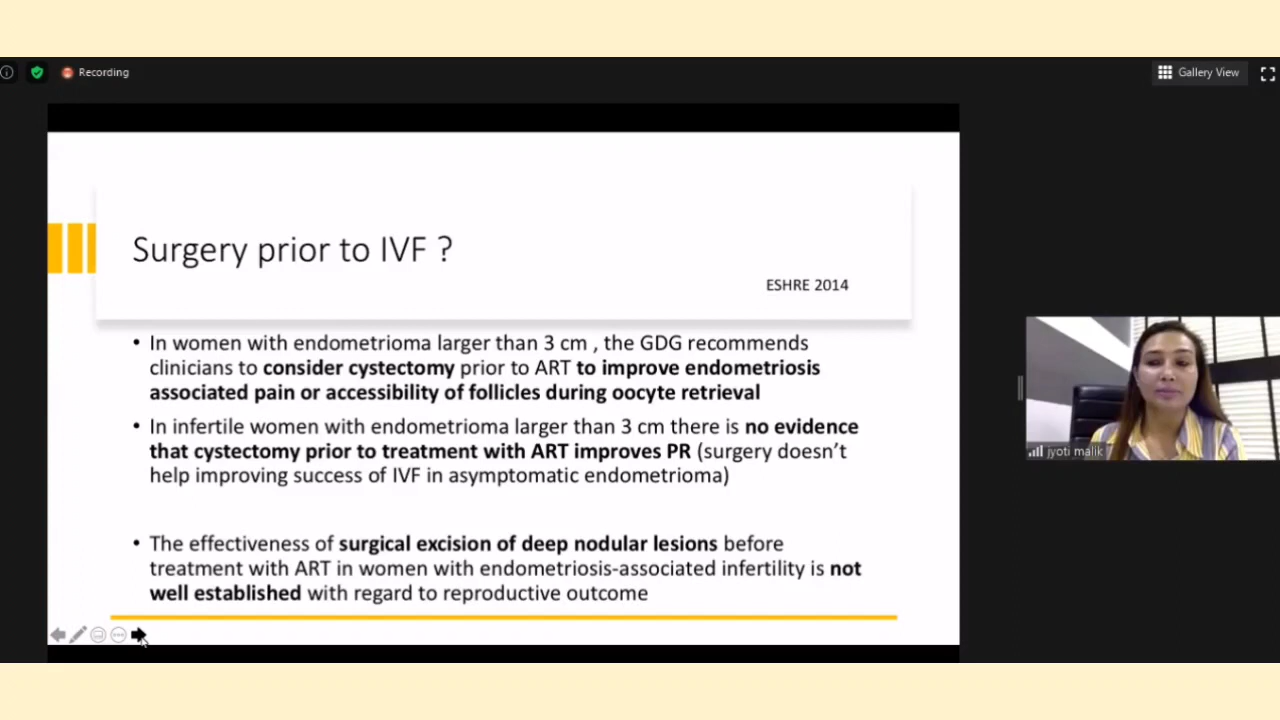 Recording
Gallery View
Surgery prior to IVF ?
ESHRE 2014
• In women with endometrioma larger than 3 cm , the GDG recommends
clinicians to consider cystectomy prior to ART to improve endometriosis
associated pain or accessibility of follicles during oocyte retrieval
• In infertile women with endometrioma larger than 3 cm there is no evidence
that cystectomy prior to treatment with ART improves PR (surgery doesn’t
help improving success of IVF in asymptomatic endometrioma)
• The effectiveness of surgical excision of deep nodular lesions before
treatment with ART in women with endometriosis-associated infertility is not
well established with regard to reproductive outcome
jyoti malik